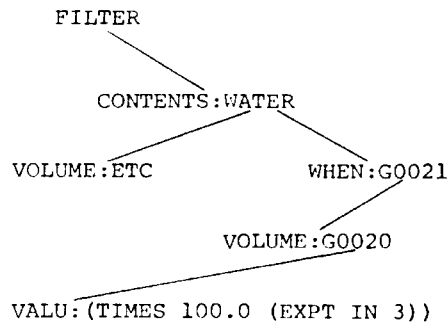 FILTER
CONTENTS:WATER
VOLUME:ETC WHEN:G0021
VOLUME:G0020
VALU:(TIMES 100.0 (EXPT IN 3))